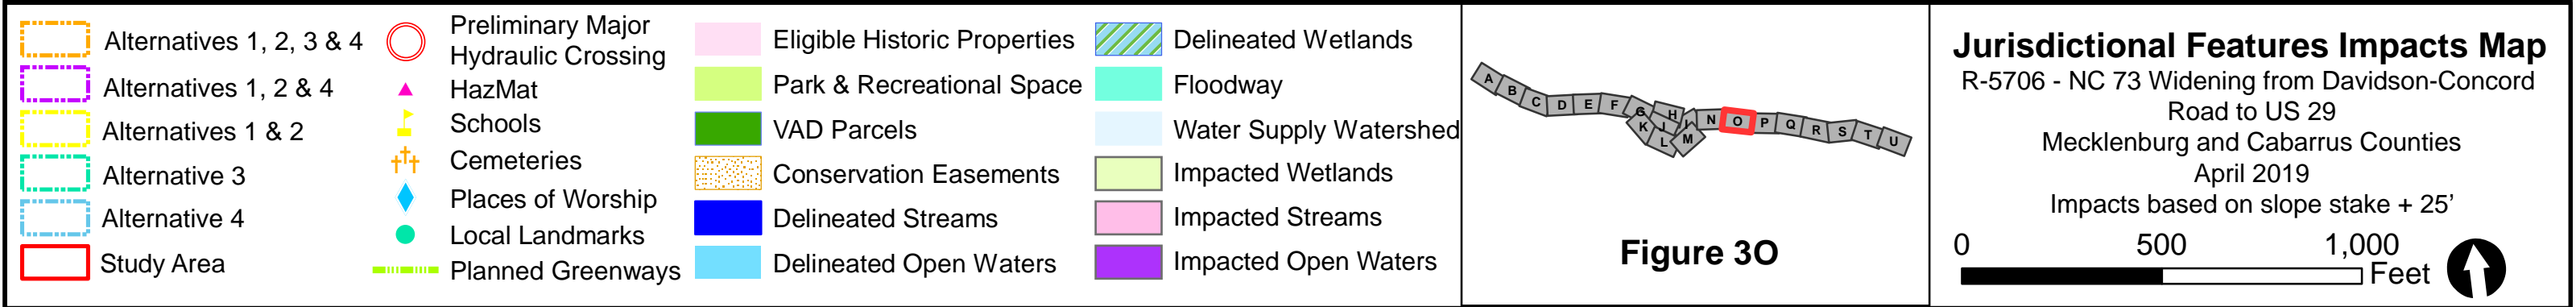 Alternatives 1, 2, 3 & 4
Alternatives 1, 2 & 4
Alternatives 1 & 2
Alternative 3
Alternative 4
Study Area
Preliminary Major
Hydraulic Crossing
HazMat
Schools
Cemeteries
Places of Worship
Local Landmarks
Planned Greenways
Eligible Historic Properties
Park & Recreational Space
VAD Parcels
Conservation Easements
Delineated Streams
Delineated Open Waters
Delineated Wetlands
Floodway
Water Supply Watershed
Impacted Wetlands
Impacted Streams
Impacted Open Waters
A B C D E F G H I J K L M N O P Q R S T U
Figure 3O
Jurisdictional Features Impacts Map
R-5706 - NC 73 Widening from Davidson-Concord
Road to US 29
Mecklenburg and Cabarrus Counties
April 2019
Impacts based on slope stake + 25’
0 500 1,000
Feet